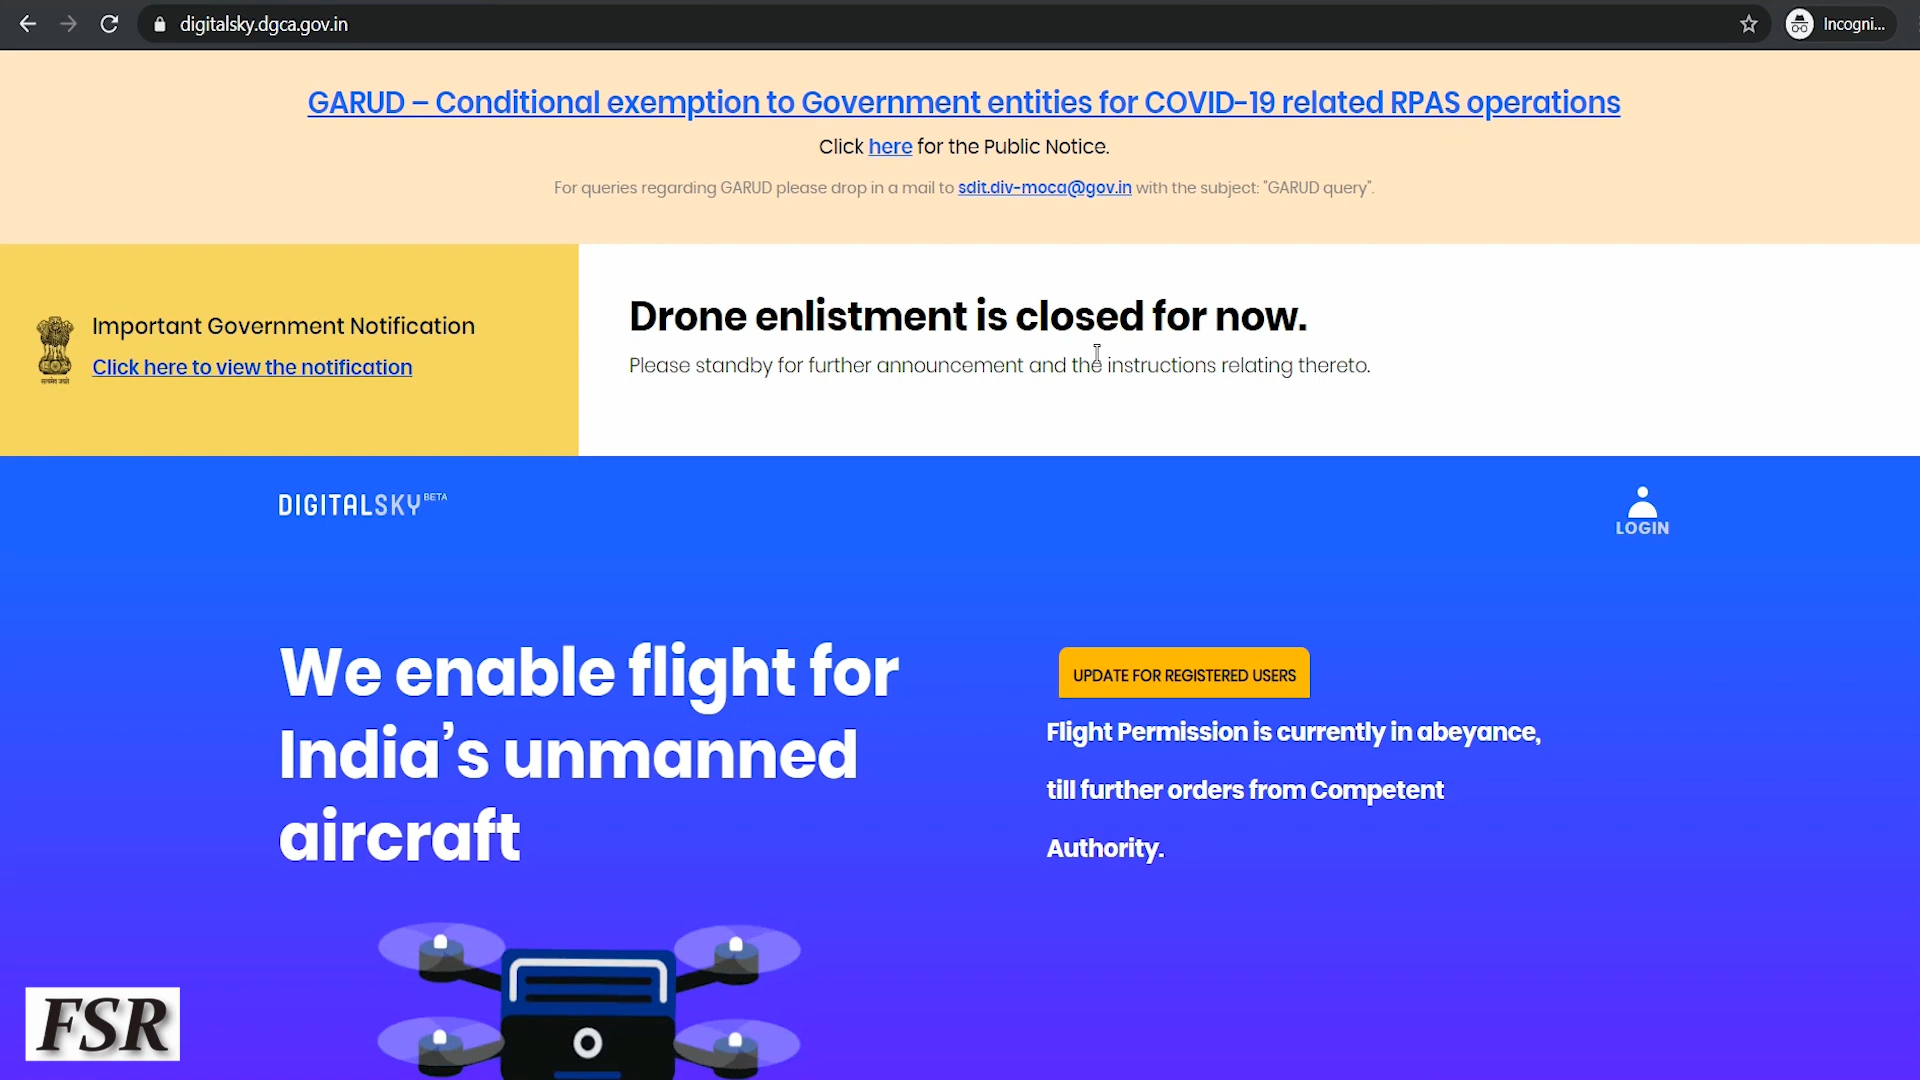 digitalsky.dgca.gov.in
Incogni...
GARUD – Conditional exemption to Government entities for COVID-19 related RPAS operations
Click here for the Public Notice.
For queries regarding GARUD please drop in a mail to sdit.div-moca@gov.in with the subject: "GARUD query".
Important Government Notification
Click here to view the notification
Drone enlistment is closed for now.
Please standby for further announcement and the instructions relating thereto.
DIGITALSKY BETA
LOGIN
We enable flight for
India’s unmanned
aircraft
UPDATE FOR REGISTERED USERS
Flight Permission is currently in abeyance,
till further orders from Competent
Authority.
FSR